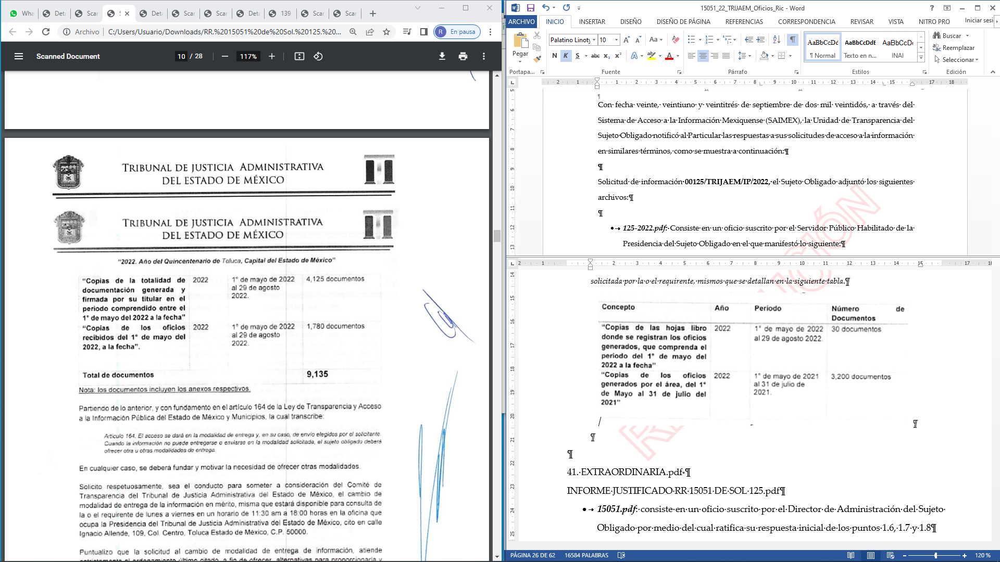 Wha
Deta
Scar
S
Deta
Scar
Scar
Deta
139-
Scar
Scar
Archivo
C:/Users/Usuario/Downloads/RR.%2015051%20de%20Sol.%20125.%20...
R
En pausa
Scanned Document
10 / 28
117%
TRIBUNAL DE JUSTICIA ADMINISTRATIVA
DEL ESTADO DE MÉXICO
TRIBUNAL DE JUSTICIA ADMINISTRATIVA
DEL ESTADO DE MÉXICO
"2022. Año del Quincentenario de Toluca, Capital del Estado de México"
"Copias de la totalidad de documentación generada y firmada por su titular en el periodo comprendido entre el 1° de mayo del 2022 a la fecha"
2022
1° de mayo de 2022
al 29 de agosto
2022.
4,125 documentos
"Copias de los oficios recibidos del 1° de mayo del 2022, a la fecha".
2022
1° de mayo de 2022
al 29 de agosto
2022.
1,780 documentos
Total de documentos
9,135
Nota: los documentos incluyen los anexos respectivos.
Partiendo de lo anterior, y con fundamento en el artículo 164 de la Ley de Transparencia y Acceso
a la Información Pública del Estado de México y Municipios, la cual transcribe:
Artículo 164. El acceso se dará en la modalidad de entrega y, en su caso, de envío elegidos por el solicitante.
Cuando la información no puede entregarse o enviarse en la modalidad solicitada, el sujeto obligado deberá
ofrecer otra u otras modalidades de entrega.
En cualquier caso, se deberá fundar y motivar la necesidad de ofrecer otras modalidades.
Solicito respetuosamente, sea el conducto para someter a consideración del Comité de
Transparencia del Tribunal de Justicia Administrativa del Estado de México, el cambio de
modalidad de entrega de la información en mérito, misma que estará disponible para consulta de
la o el requirente de lunes a viernes en un horario de 11:30 am a 18:00 horas en la oficina que
ocupa la Presidencia del Tribunal de Justicia Administrativa del Estado de México, cito en calle
Ignacio Allende, 109, Col. Centro, Toluca Estado de México, C.P. 50000.
Puntualizo que la solicitud al cambio de modalidad de entrega de información, atiende
15051_22_TRIJAEM_Oficios_Ric - Word
ARCHIVO
INICIO
INSERTAR
DISEÑO
DISEÑO DE PÁGINA
REFERENCIAS
CORRESPONDENCIA
REVISAR
VISTA
NITRO PRO
Iniciar sesi
Pegar
Palatino Linoty
10
N K S abc x₂ x²
AaBbCcDd
¶ Normal
AaBbCcDdE
Texto en n...
AaBbCcDı
INAI
Buscar
Reemplazar
Seleccionar
Portapa...
Fuente
Párrafo
Estilos
Edición
Con fecha veinte, veintiuno y veintitrés de septiembre de dos mil veintidós, a través del
Sistema de Acceso a la Información Mexiquense (SAIMEX), la Unidad de Transparencia del
Sujeto Obligado notificó al Particular las respuestas a sus solicitudes de acceso a la información
en similares términos, como se muestra a continuación:¶
¶
Solicitud de información 00125/TRIJAEM/IP/2022, el Sujeto Obligado adjuntó los siguientes
archivos:¶
¶
• 125-2022.pdf: Consiste en un oficio suscrito por el Servidor Público Habilitado de la
Presidencia del Sujeto Obligado en el que manifestó lo siguiente:¶
solicitada por la o el requirente, mismos que se detallan en la siguiente tabla.¶
Concepto
Año
Período
Número de
Documentos
"Copias de las hojas libro donde se registran los oficios generados, que comprenda el periodo del 1° de mayo del 2022 a la fecha"
2022
1° de mayo de 2022
al 29 de agosto 2022.
30 documentos
"Copias de los oficios generados por el área, del 1° de Mayo al 31 de julio del 2021"
2022
1° de mayo de 2021
al 31 de julio de
2021.
3,200 documentos
¶
¶
¶
41. EXTRAORDINARIA.pdf ¶
INFORME JUSTIFICADO RR 15051 DE SOL 125.pdf¶
• 15051.pdf: consiste en un oficio suscrito por el Director de Administración del Sujeto
Obligado por medio del cual ratifica su respuesta inicial de los puntos 1.6, 1.7 y 1.8¶
PÁGINA 26 DE 62
16584 PALABRAS
120 %